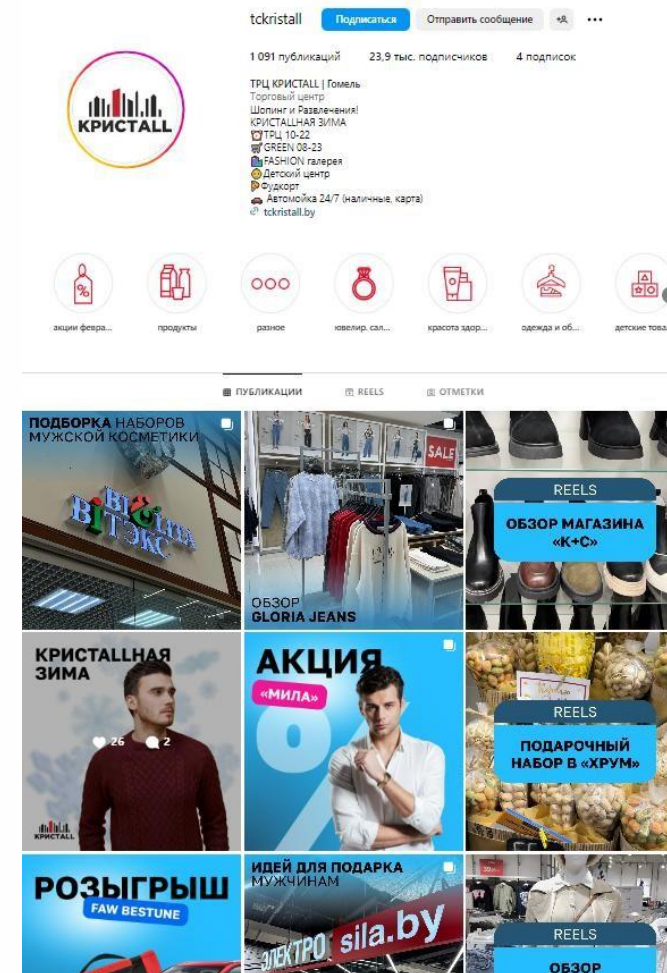 tckristall
Подписаться
Отправить сообщение
1 091 публикаций
23,9 тыс. подписчиков
4 подписок
КРИСТАLL
ТРЦ КРИСТАLL | Гомель
Торговый центр
Шопинг и Развлечения!
КРИСТАLLНАЯ ЗИМА
ТРЦ 10-22
GREEN 08-23
FASHION галерея
Детский центр
Фудкорт
Автомойка 24/7 (наличные, карта)
tckristall.by
акции февра...
продукты
разное
ювелир. сал...
красота здор...
одежда и об...
детские това
ПУБЛИКАЦИИ
REELS
ОТМЕТКИ
ПОДБОРКА НАБОРОВ
МУЖСКОЙ КОСМЕТИКИ
BIELITA
ВIТЭКС
SALE
ОБЗОР
GLORIA JEANS
REELS
ОБЗОР МАГАЗИНА
«К+С»
КРИСТАLLНАЯ
ЗИМА
26
2
КРИСТАLL
АКЦИЯ
«МИЛА»
%
REELS
ПОДАРОЧНЫЙ
НАБОР В «ХРУМ»
РОЗЫГРЫШ
FAW BESTUNE
ИДЕЙ ДЛЯ ПОДАРКА
МУЖЧИНАМ
ЭЛЕКТРО sila.by
REELS
ОБЗОР